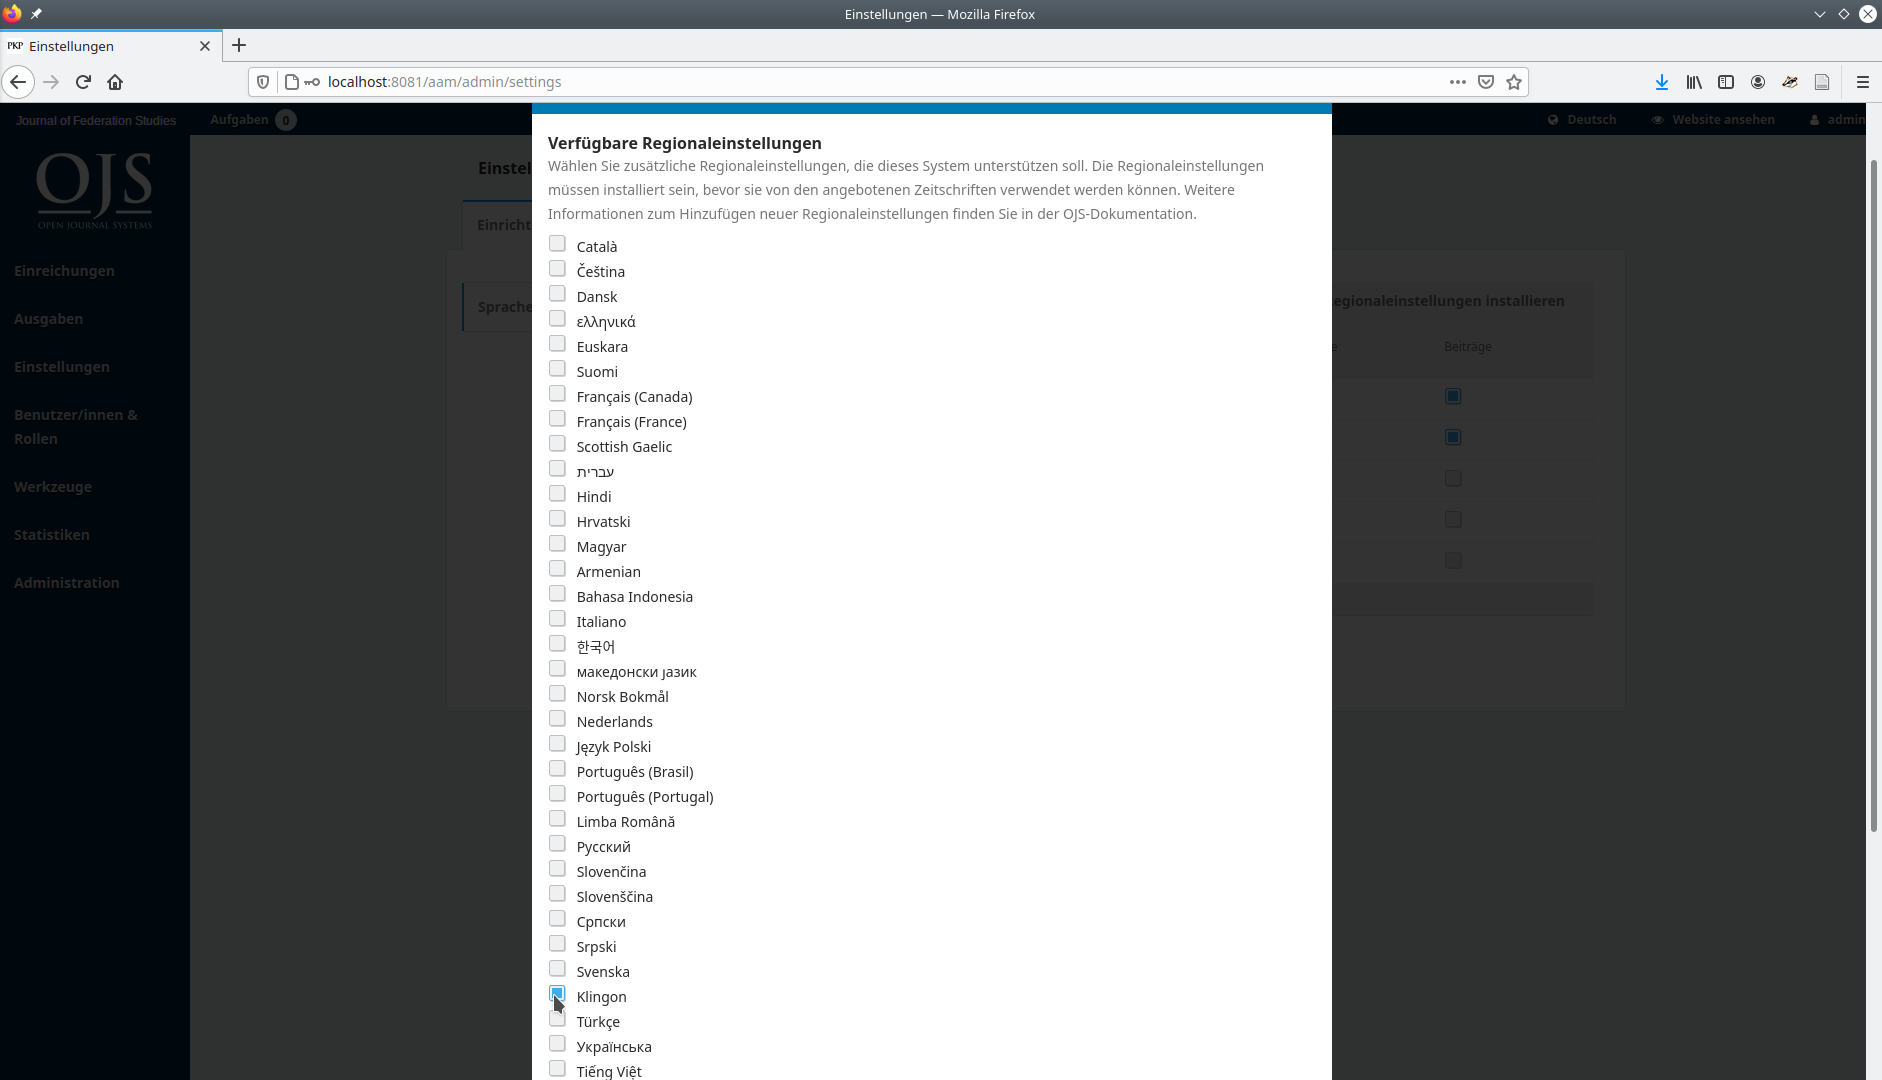 Einstellungen — Mozilla Firefox
PKP Einstellungen
localhost:8081/aam/admin/settings
Journal of Federation Studies
Aufgaben 0
Deutsch
Website ansehen
admin
OJS
OPEN JOURNAL SYSTEMS
Einreichungen
Ausgaben
Einstellungen
Benutzer/innen &
Rollen
Werkzeuge
Statistiken
Administration
Einstel
Einricht
Sprache
Verfügbare Regionaleinstellungen
Wählen Sie zusätzliche Regionaleinstellungen, die dieses System unterstützen soll. Die Regionaleinstellungen
müssen installiert sein, bevor sie von den angebotenen Zeitschriften verwendet werden können. Weitere
Informationen zum Hinzufügen neuer Regionaleinstellungen finden Sie in der OJS-Dokumentation.
Català
Čeština
Dansk
ελληνικά
Euskara
Suomi
Français (Canada)
Français (France)
Scottish Gaelic
עברית
Hindi
Hrvatski
Magyar
Armenian
Bahasa Indonesia
Italiano
한국어
македонски јазик
Norsk Bokmål
Nederlands
Język Polski
Português (Brasil)
Português (Portugal)
Limba Română
Русский
Slovenčina
Slovenščina
Српски
Srpski
Svenska
Klingon
Türkçe
Українська
Tiếng Việt
egionaleinstellungen installieren
e
Beiträge